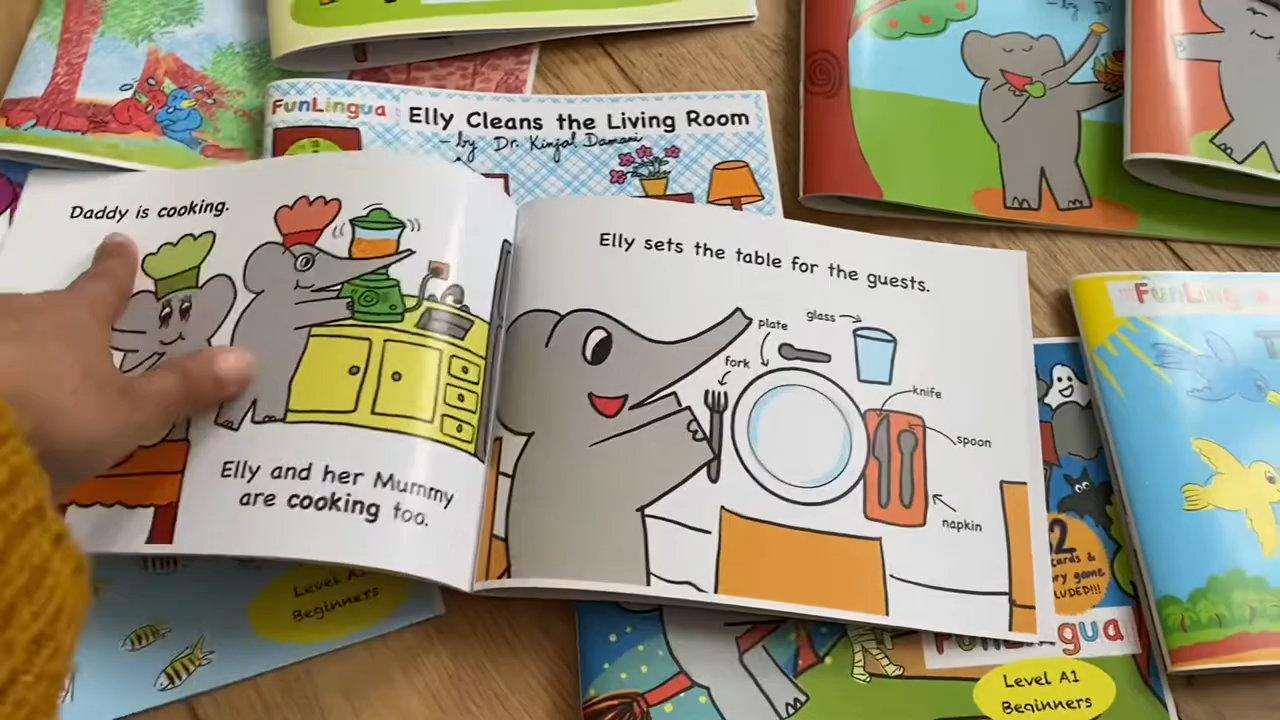 FunLingua
Elly Cleans the Living Room
- by Dr. Kinjal Damani
Daddy is cooking.
Elly and her Mummy
are cooking too.
Elly sets the table for the guests.
glass
plate
fork
knife
spoon
napkin
Level
Beginners
FunLingua
Level A1
Beginners